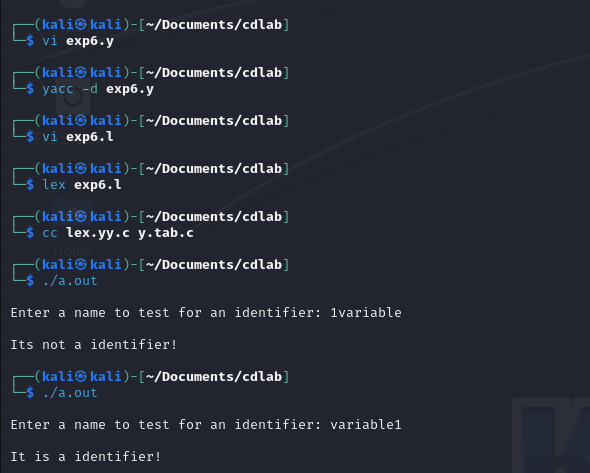 ┌──(kali㉿kali)-[~/Documents/cdlab]
└─$ vi exp6.y
┌──(kali㉿kali)-[~/Documents/cdlab]
└─$ yacc -d exp6.y
┌──(kali㉿kali)-[~/Documents/cdlab]
└─$ vi exp6.l
┌──(kali㉿kali)-[~/Documents/cdlab]
└─$ lex exp6.l
┌──(kali㉿kali)-[~/Documents/cdlab]
└─$ cc lex.yy.c y.tab.c
Home
┌──(kali㉿kali)-[~/Documents/cdlab]
└─$ ./a.out
Enter a name to test for an identifier: 1variable
Its not a identifier!
┌──(kali㉿kali)-[~/Documents/cdlab]
└─$ ./a.out
Enter a name to test for an identifier: variable1
It is a identifier!